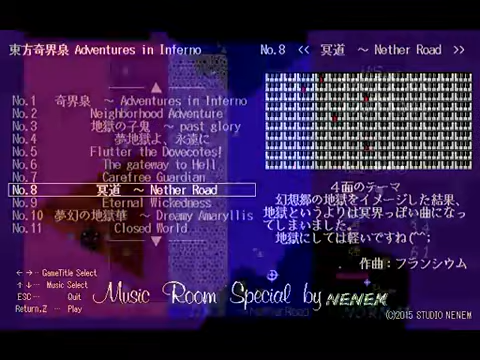 東方奇界泉 Adventures in Inferno
No.8 << 冥道 ～ Nether Road >>
No.1 奇界泉 ～ Adventures in Inferno
No.2 Neighborhood Adventure
No.3 地獄の子鬼 ～ past glory
No.4 夢地獄よ、永遠に
No.5 Flutter the Dovecotes!
No.6 The gateway to Hell
No.7 Carefree Guardian
No.8 冥道 ～ Nether Road
No.9 Eternal Wickedness
No.10 夢幻の地獄華 ～ Dreamy Amaryllis
No.11 Closed World
４面のテーマ
幻想郷の地獄をイメージした結果、
地獄というよりは冥界っぽい曲になっ
てしまいました。
地獄にしては軽いですね(^^;
. 作曲：フランシウム
←→･･･GameTitle Select
↑↓･･･ Music Select
ESC･･･ Quit
Return,Z ･･ Play
Music Room Special by NENEM
(C)2015 STUDIO NENEM